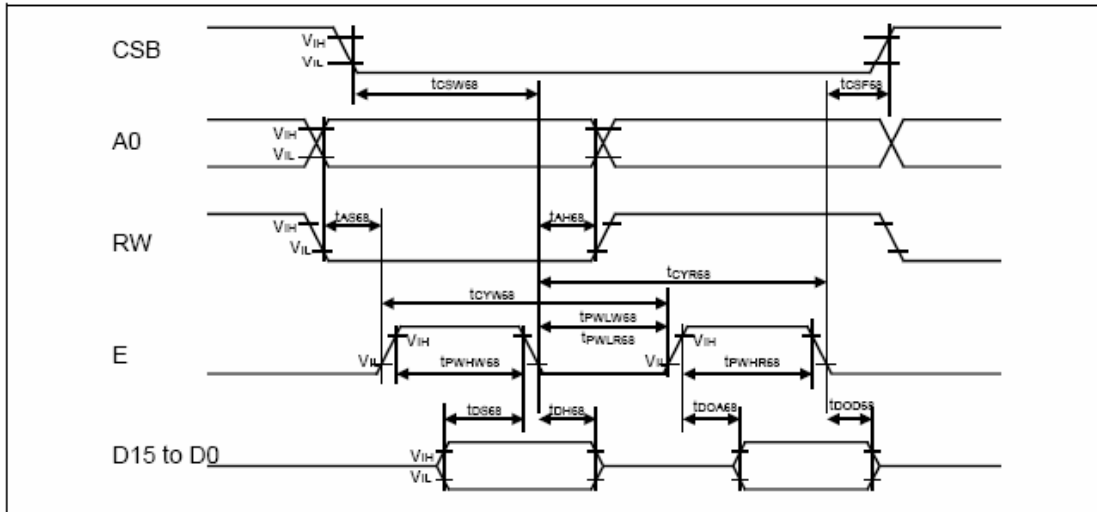 CSB
VIH
VIL
tCSW68
tCSF68
A0
VIH
VIL
RW
VIH
VIL
tAS68
tAH68
tCYR68
tCYW68
E
VIL
VIH
tPWHW68
tPWLW68
tPWLR68
VIL
VIH
tPWHR68
tDS68
tDH68
tDOA68
tDOD68
D15 to D0
VIH
VIL